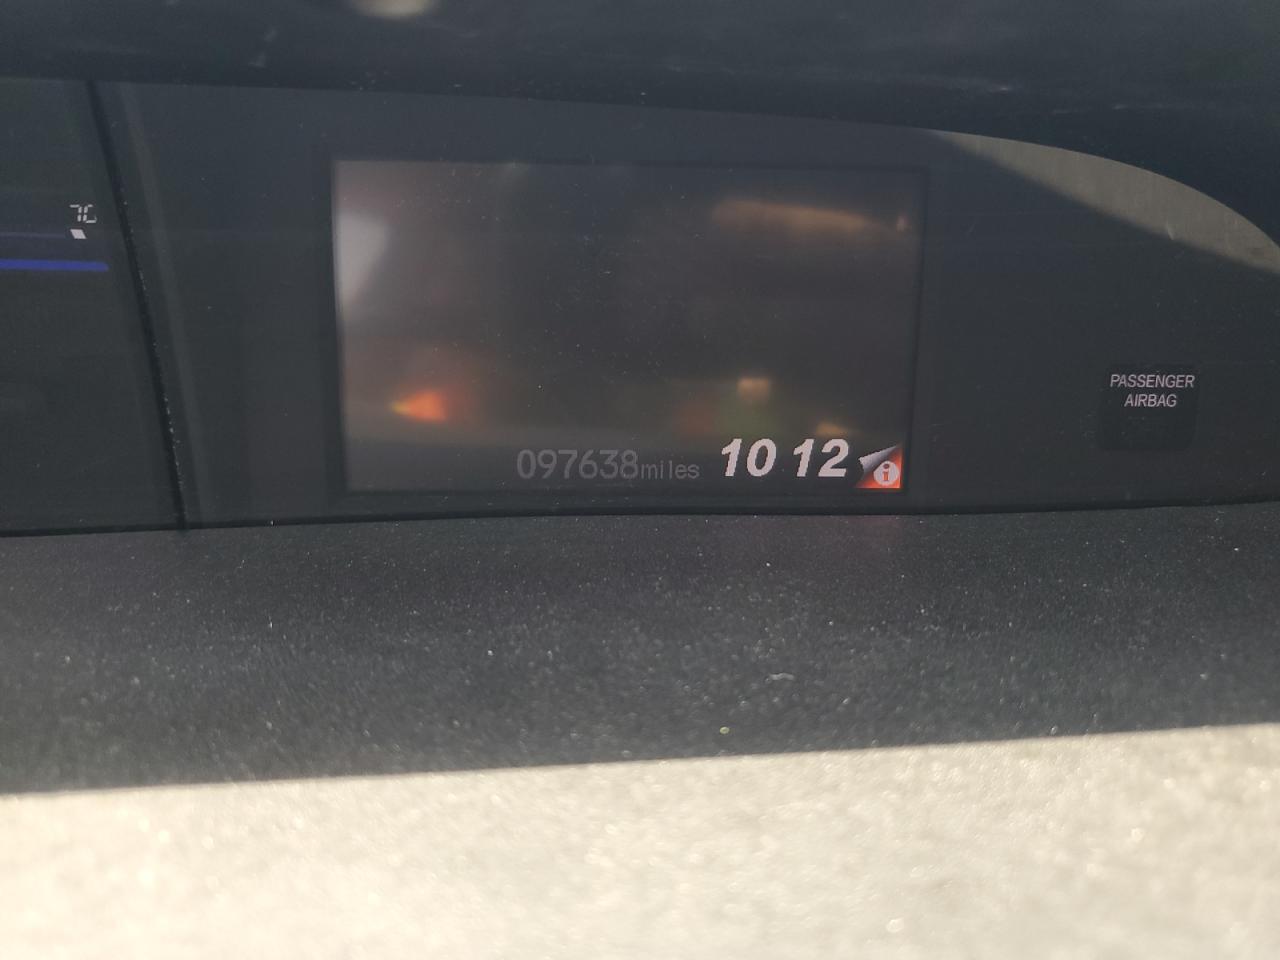 097638miles 10 12 i
PASSENGER
AIRBAG